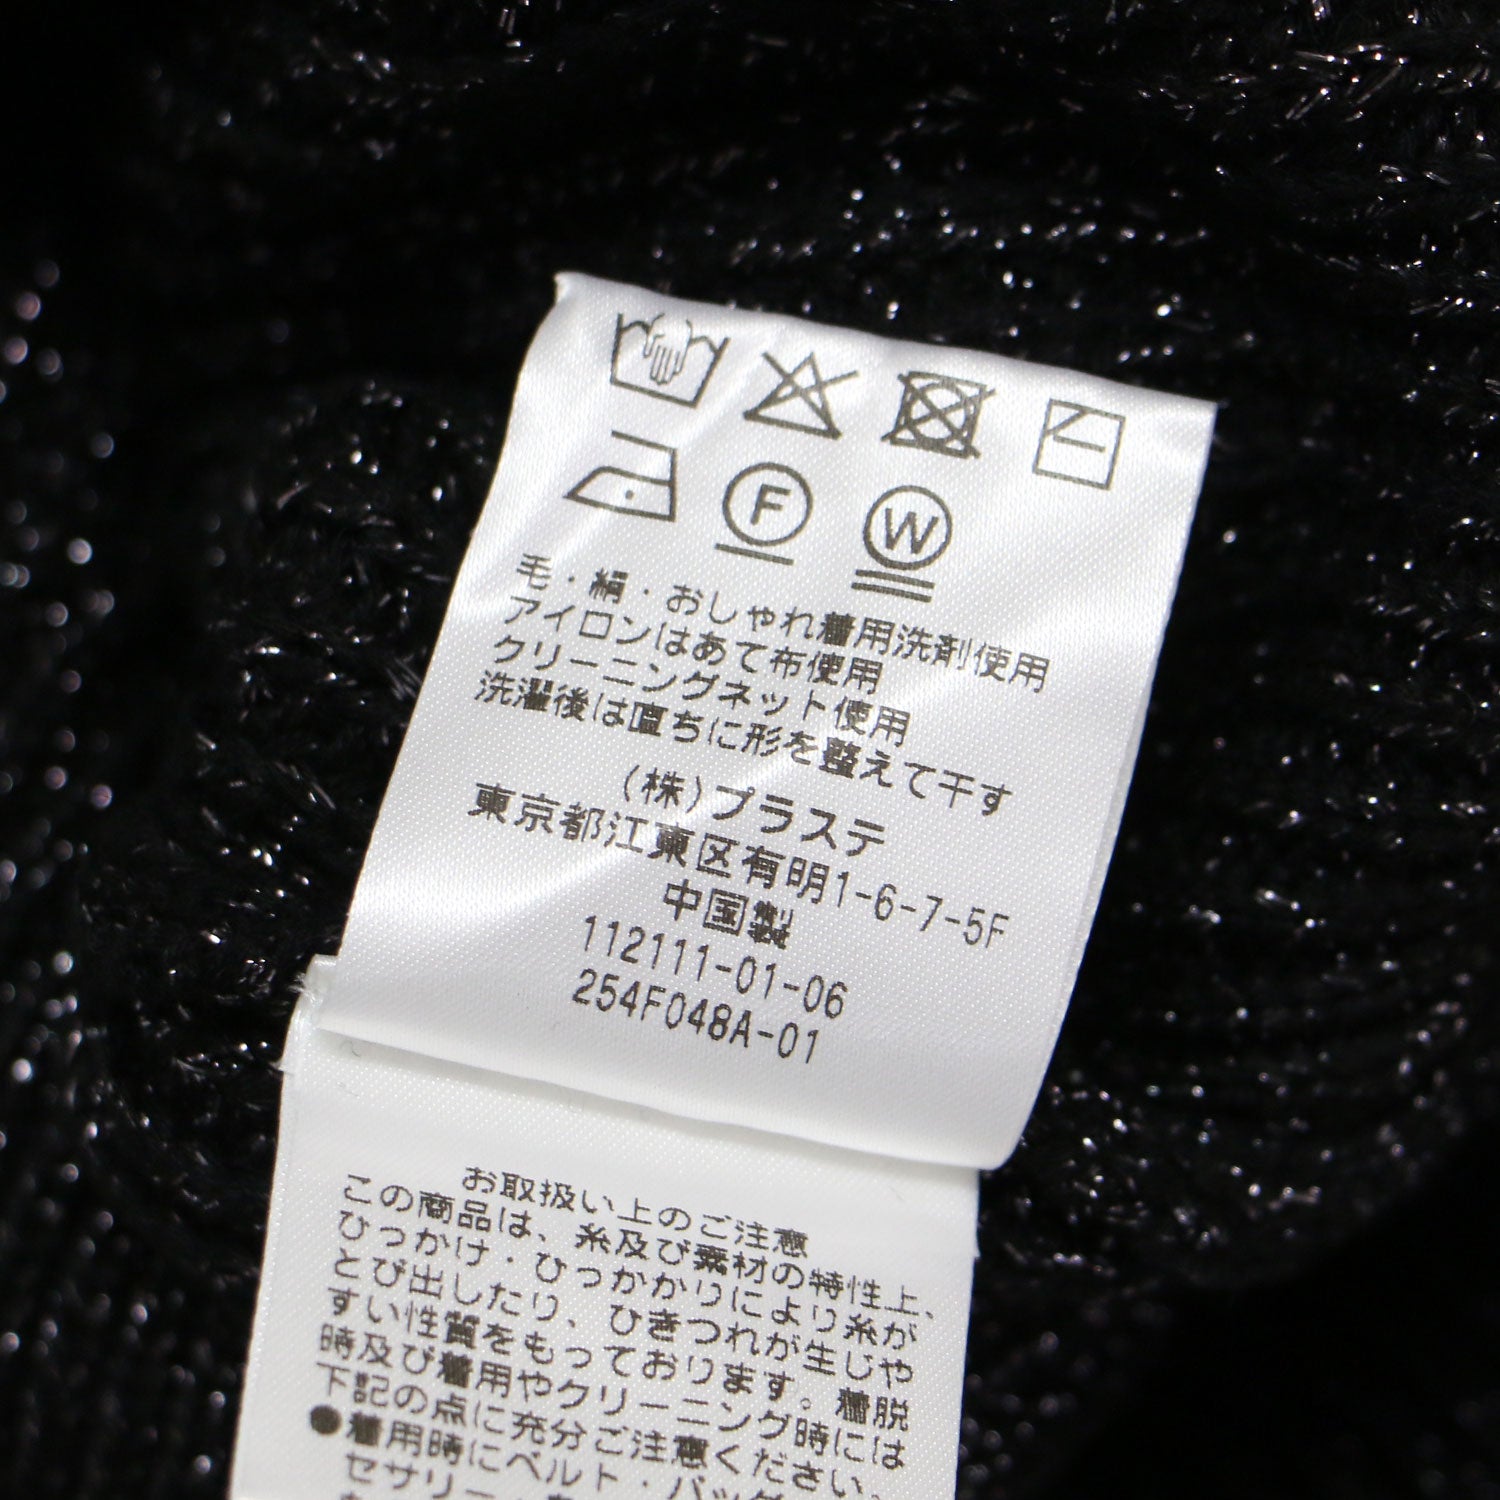 F W
毛・絹・おしゃれ着用洗剤使用
アイロンはあて布使用
クリーニングネット使用
洗濯後は直ちに形を整えて干す
(株)プラステ
東京都江東区有明1-6-7-5F
中国製
112111-01-06
254F048A-01
お取扱い上のご注意
この商品は、糸及び素材の特性上、
ひっかけ・ひっかかりにより糸が
とび出したり、ひきつれが生じや
すい性質をもっております。着脱
時及び着用やクリーニング時には
下記の点に充分ご注意ください。
●着用時にベルト・バッグ
セサリー・